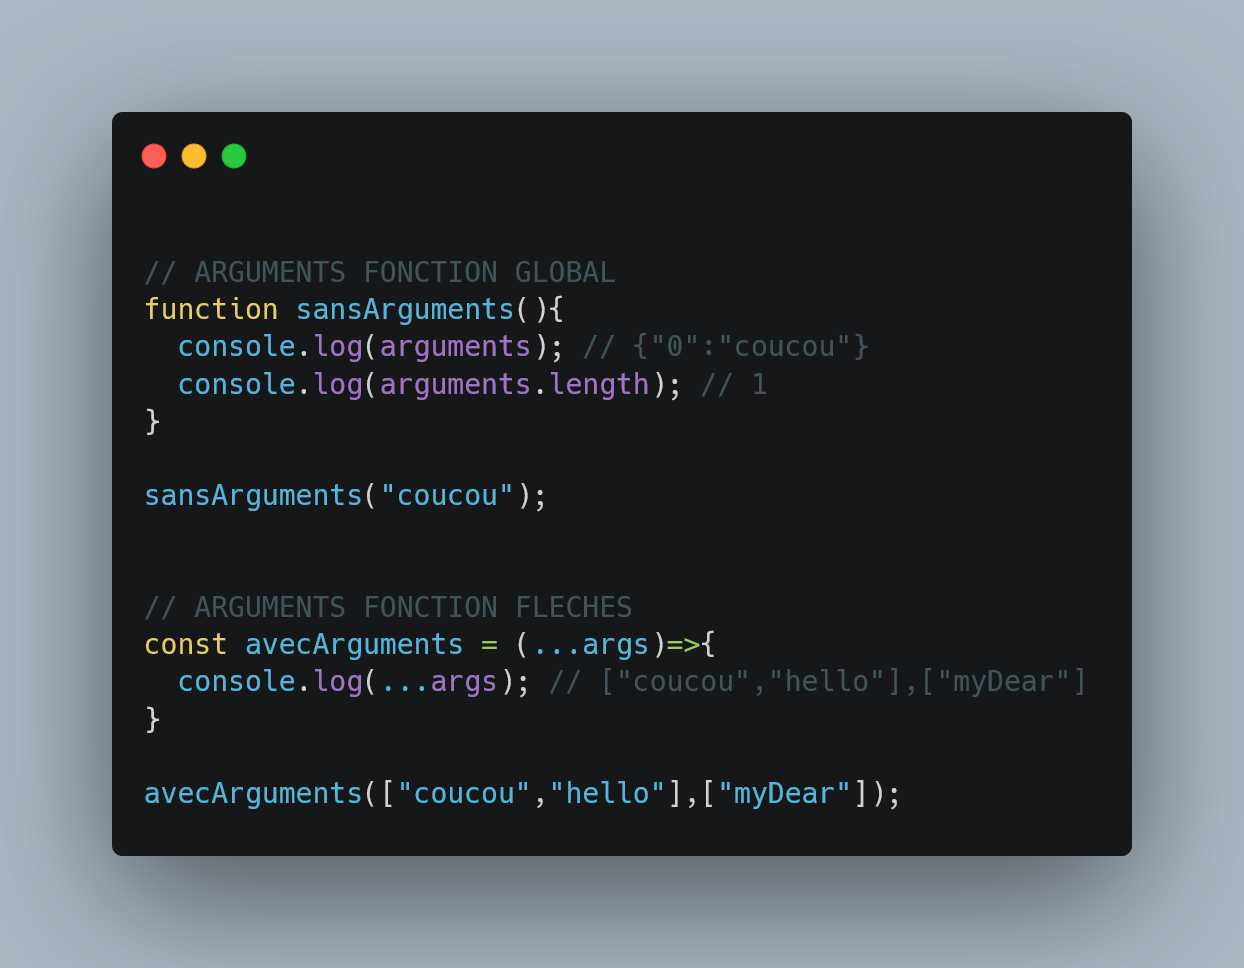 // ARGUMENTS FONCTION GLOBAL
function sansArguments(){
  console.log(arguments); // {"0":"coucou"}
  console.log(arguments.length); // 1
}
sansArguments("coucou");
// ARGUMENTS FONCTION FLECHES
const avecArguments = (...args)=>{
  console.log(...args); // ["coucou","hello"],["myDear"]
}
avecArguments(["coucou","hello"],["myDear"]);